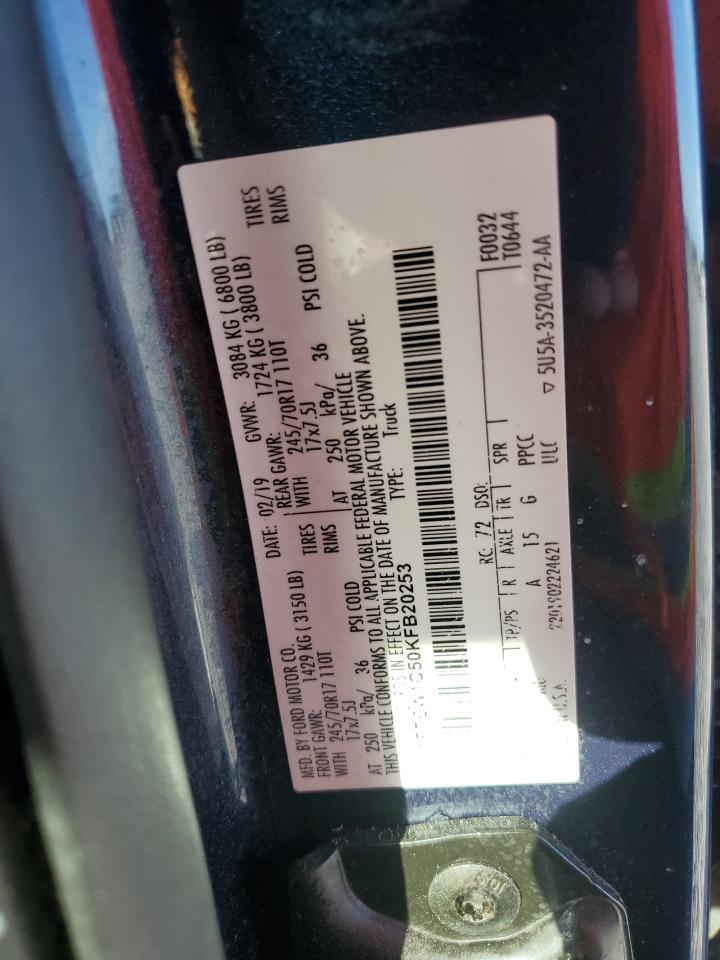 MFD. BY FORD MOTOR CO.
DATE: 02/19 GVWR: 3084 KG ( 6800 LB)
FRONT GAWR: 1429 KG ( 3150 LB) REAR GAWR: 1724 KG ( 3800 LB)
WITH 245/70R17 110T TIRES WITH 245/70R17 110T TIRES
17x7.5J RIMS 17x7.5J RIMS
AT 250 kPa/ 36 PSI COLD AT 250 kPa/ 36 PSI COLD
THIS VEHICLE CONFORMS TO ALL APPLICABLE FEDERAL MOTOR VEHICLE
IN EFFECT ON THE DATE OF MANUFACTURE SHOWN ABOVE.
C50KFB20253 TYPE: Truck
F0032
T0644
RC: 72 DSO:
TP/PS R AXLE TR SPR
A 15 G PPCC
ULC
5U5A-3520472-AA
U.S.A.